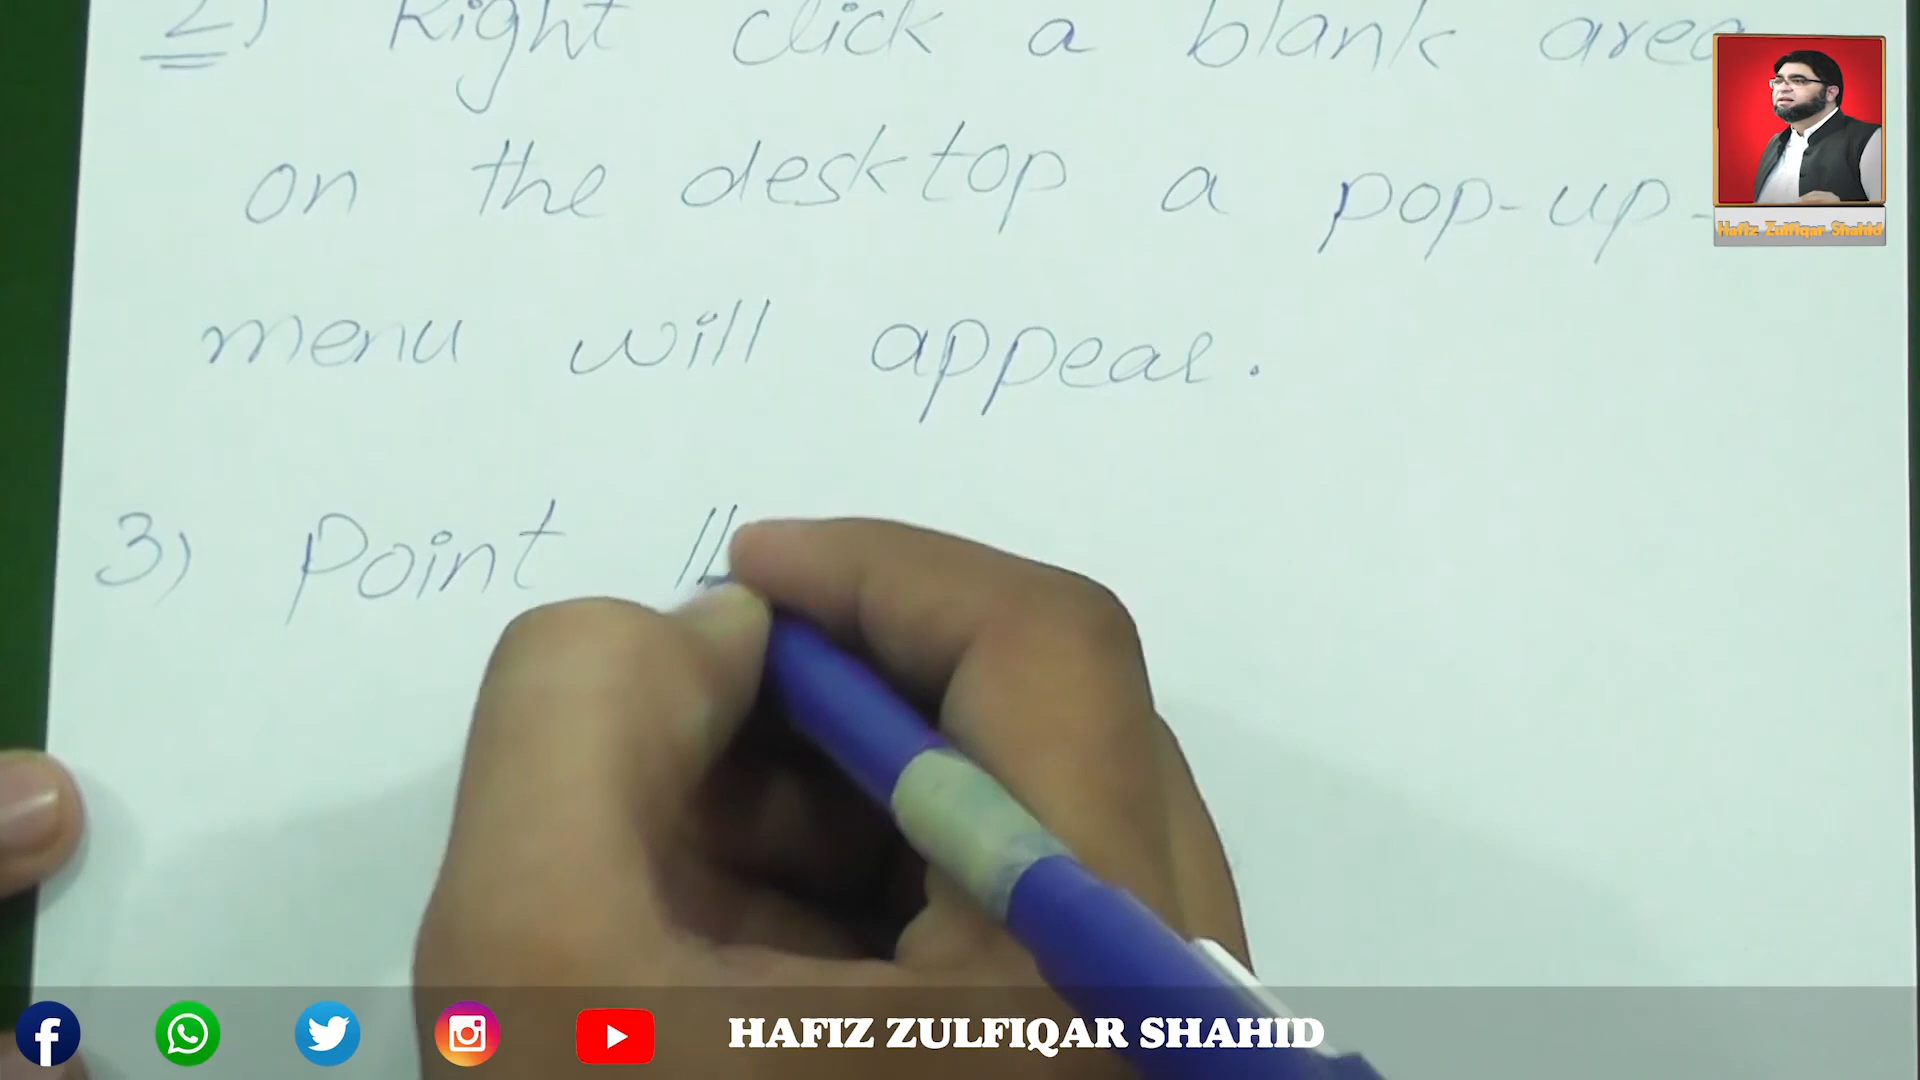 2) Right click a blank area
on the desktop a pop-up-
menu will appear.
3) Point
Hafiz Zulfiqar Shahid
HAFIZ ZULFIQAR SHAHID